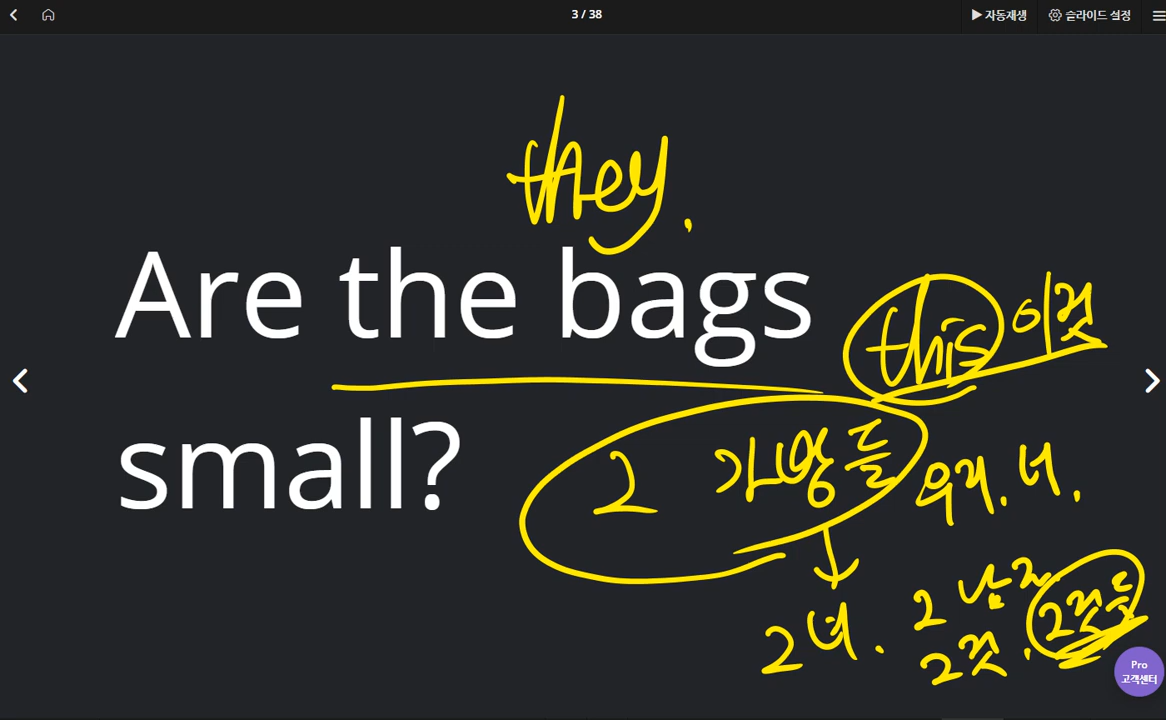 3 / 38
자동재생
슬라이드 설정
they.
Are the bags
small?
this 이것
그 가방들
우리. 너.
그녀. 그 남자
그것. 그것들
Pro
고객센터